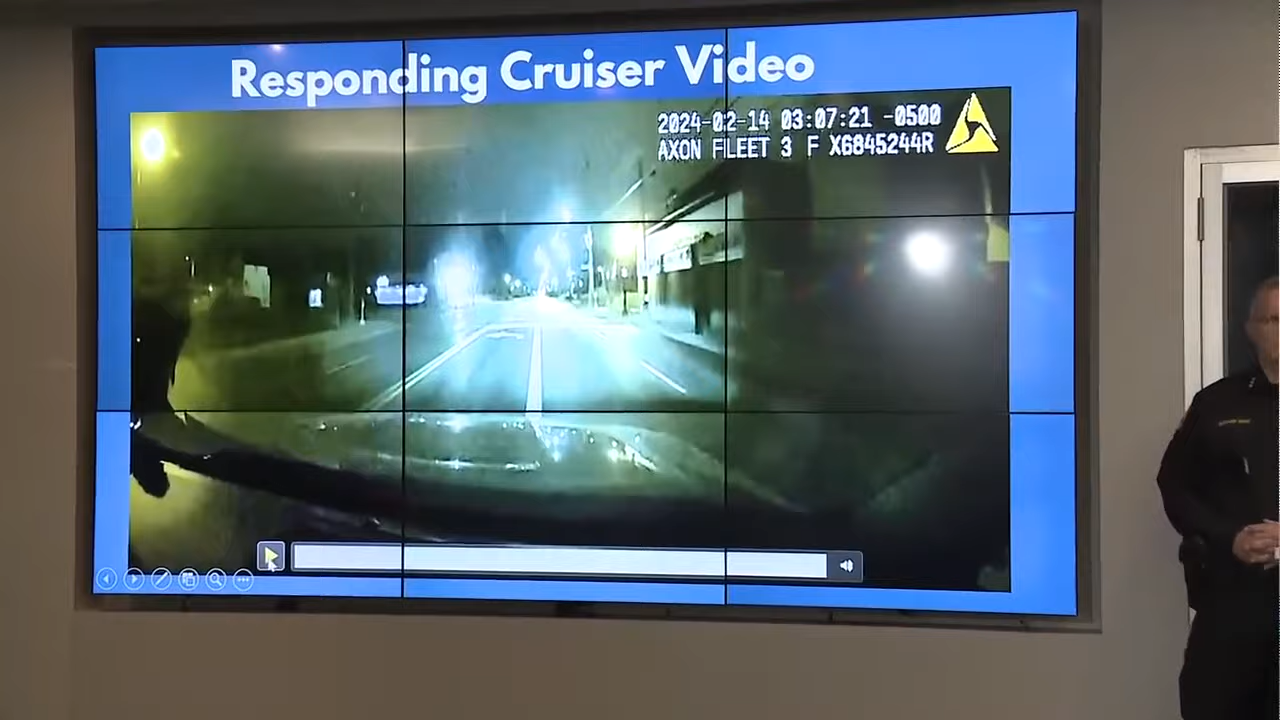 Responding Cruiser Video
2024-02-14 03:07:21 -0500
AXON FLEET 3 F X6845244R